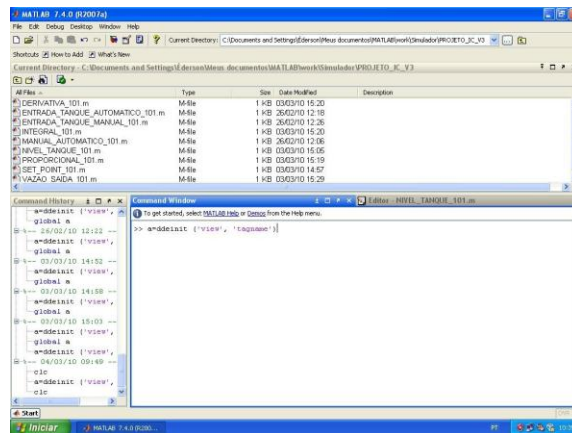 MATLAB 7.4.0 (R2007a)
File Edit Debug Desktop Window Help
Current Directory: C:\Documents and Settings\Ederson\Meus documentos\MATLAB\work\Simulador\PROJETO_IC_V3
Shortcuts How to Add What's New
Current Directory - C:\Documents and Settings\Ederson\Meus documentos\MATLAB\work\Simulador\PROJETO_IC_V3
All Files Type Size Date Modified Description
DERIVATIVA_101.m M-file 1 KB 03/03/10 15:20
ENTRADA_TANQUE_AUTOMATICO_101.m M-file 1 KB 26/02/10 12:18
ENTRADA_TANQUE_MANUAL_101.m M-file 1 KB 26/02/10 12:26
INTEGRAL_101.m M-file 1 KB 03/03/10 15:20
MANUAL_AUTOMATICO_101.m M-file 1 KB 26/02/10 12:06
NIVEL_TANQUE_101.m M-file 1 KB 03/03/10 15:05
PROPORCIONAL_101.m M-file 1 KB 03/03/10 15:19
SET_POINT_101.m M-file 1 KB 03/03/10 14:57
VAZAO_SAIDA_101.m M-file 1 KB 03/03/10 15:29
Command History
a=ddeinit ('view',
global a
%-- 26/02/10 12:22 --
a=ddeinit ('view',
global a
%-- 03/03/10 14:52 --
a=ddeinit ('view',
global a
%-- 03/03/10 14:58 --
a=ddeinit ('view',
global a
%-- 03/03/10 15:03 --
a=ddeinit ('view',
global a
a=ddeinit ('view',
%-- 04/03/10 09:49 --
clc
a=ddeinit ('view',
clc
Command Window
Editor - NIVEL_TANQUE_101.m
To get started, select MATLAB Help or Demos from the Help menu.
>> a=ddeinit ('view', 'tagname')
Start
Iniciar MATLAB 7.4.0 (R200... PT